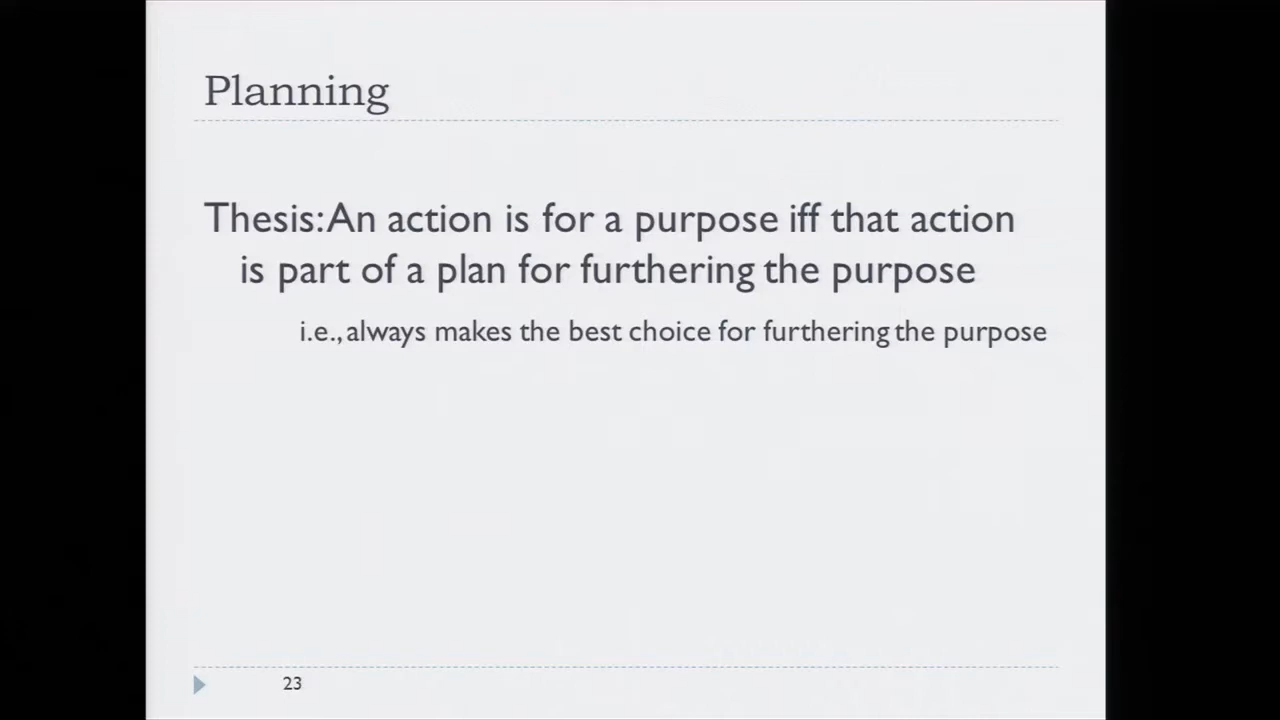 Planning
Thesis: An action is for a purpose iff that action
is part of a plan for furthering the purpose
i.e., always makes the best choice for furthering the purpose
23